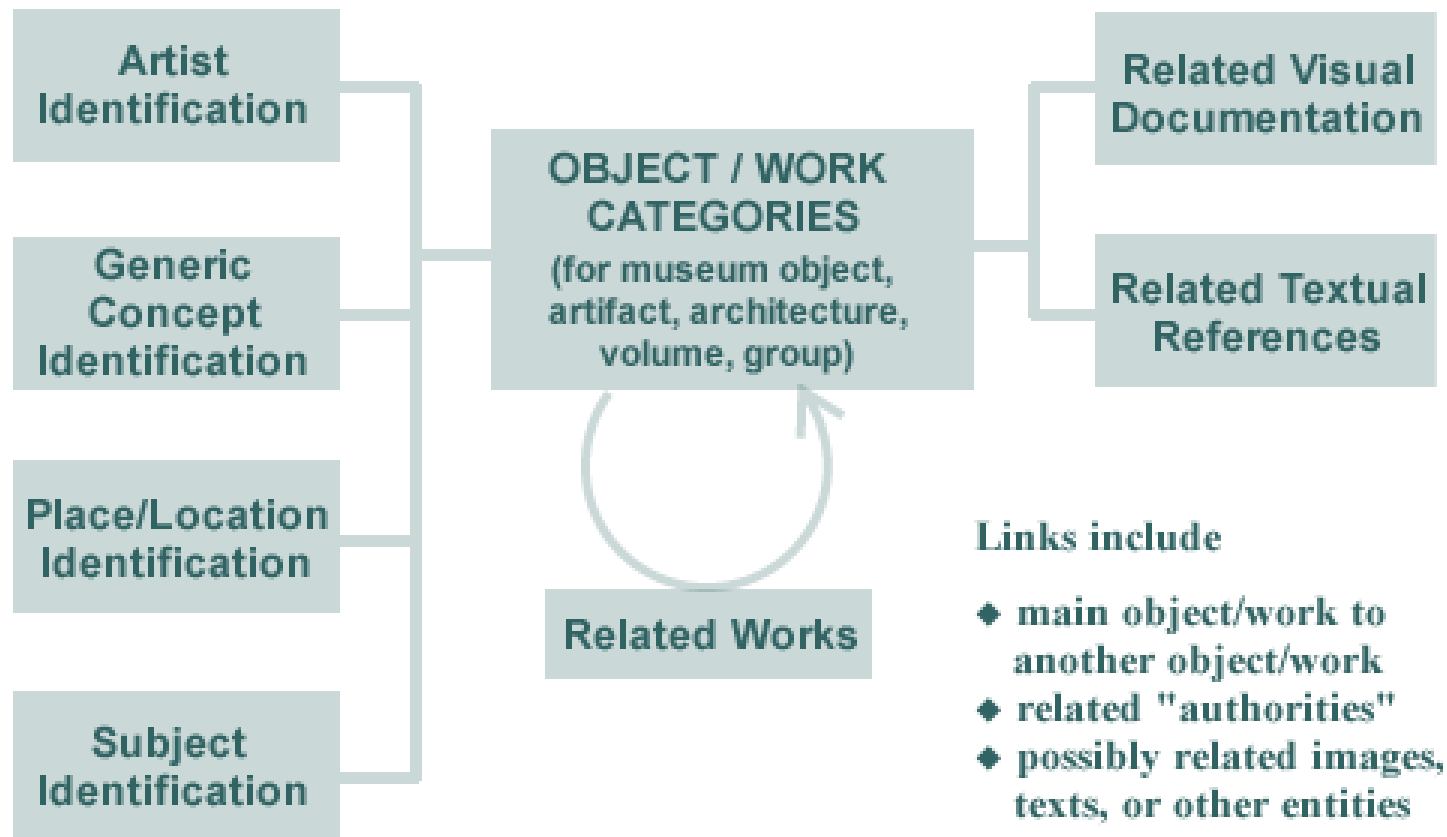 Artist
Identification
Generic
Concept
Identification
Place/Location
Identification
Subject
Identification
OBJECT / WORK
CATEGORIES
(for museum object,
artifact, architecture,
volume, group)
Related Works
Related Visual
Documentation
Related Textual
References
Links include
◆ main object/work to
another object/work
◆ related "authorities"
◆ possibly related images,
texts, or other entities